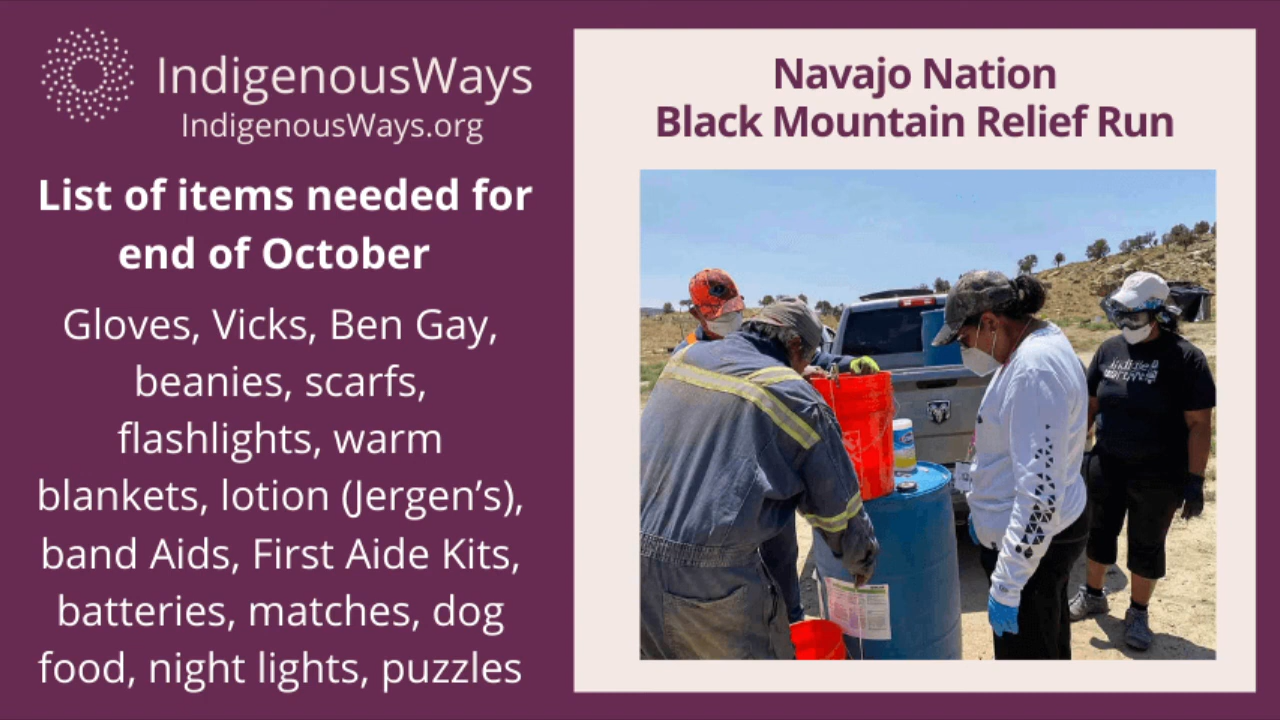 IndigenousWays
IndigenousWays.org
List of items needed for
end of October
Gloves, Vicks, Ben Gay,
beanies, scarfs,
flashlights, warm
blankets, lotion (Jergen’s),
band Aids, First Aide Kits,
batteries, matches, dog
food, night lights, puzzles
Navajo Nation
Black Mountain Relief Run